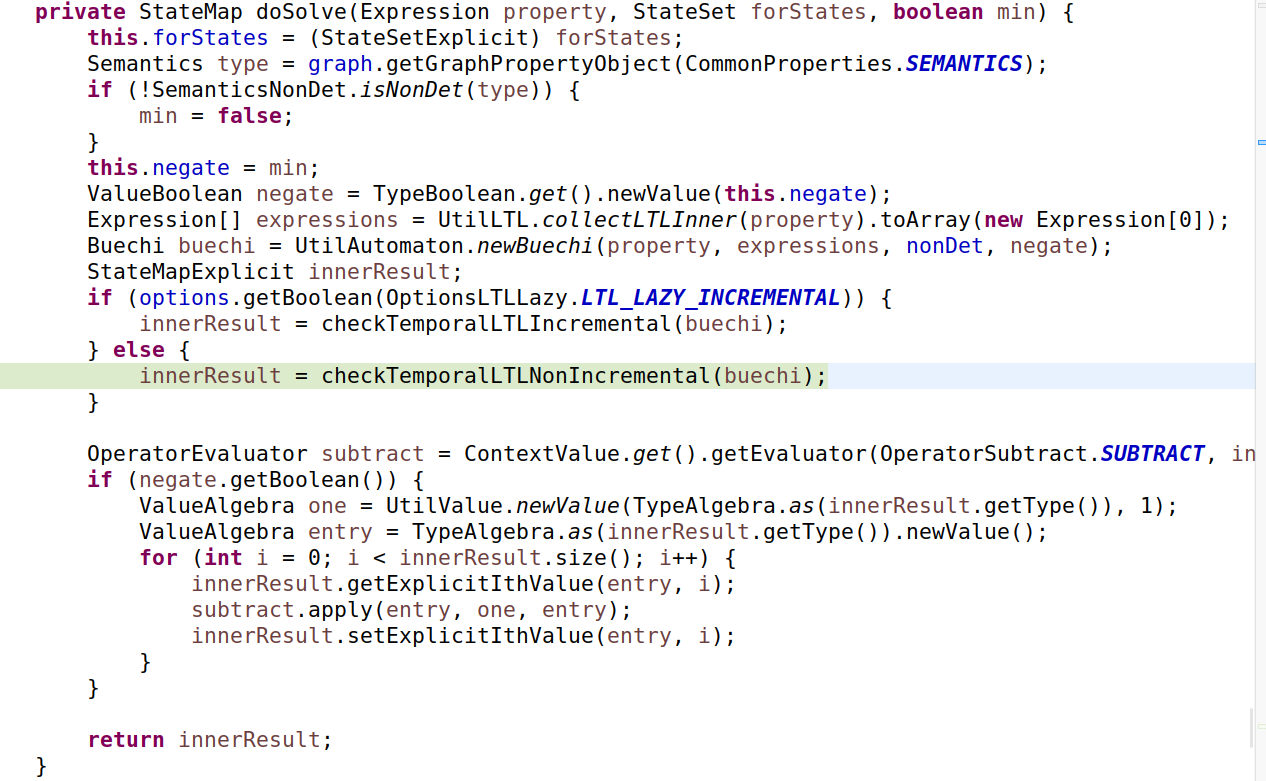 private StateMap doSolve(Expression property, StateSet forStates, boolean min) {
    this.forStates = (StateSetExplicit) forStates;
    Semantics type = graph.getGraphPropertyObject(CommonProperties.SEMANTICS);
    if (!SemanticsNonDet.isNonDet(type)) {
        min = false;
    }
    this.negate = min;
    ValueBoolean negate = TypeBoolean.get().newValue(this.negate);
    Expression[] expressions = UtilLTL.collectLTLInner(property).toArray(new Expression[0]);
    Buechi buechi = UtilAutomaton.newBuechi(property, expressions, nonDet, negate);
    StateMapExplicit innerResult;
    if (options.getBoolean(OptionsLTLLazy.LTL_LAZY_INCREMENTAL)) {
        innerResult = checkTemporalLTLIncremental(buechi);
    } else {
        innerResult = checkTemporalLTLNonIncremental(buechi);
    }
    OperatorEvaluator subtract = ContextValue.get().getEvaluator(OperatorSubtract.SUBTRACT, in
    if (negate.getBoolean()) {
        ValueAlgebra one = UtilValue.newValue(TypeAlgebra.as(innerResult.getType()), 1);
        ValueAlgebra entry = TypeAlgebra.as(innerResult.getType()).newValue();
        for (int i = 0; i < innerResult.size(); i++) {
            innerResult.getExplicitIthValue(entry, i);
            subtract.apply(entry, one, entry);
            innerResult.setExplicitIthValue(entry, i);
        }
    }
    return innerResult;
}